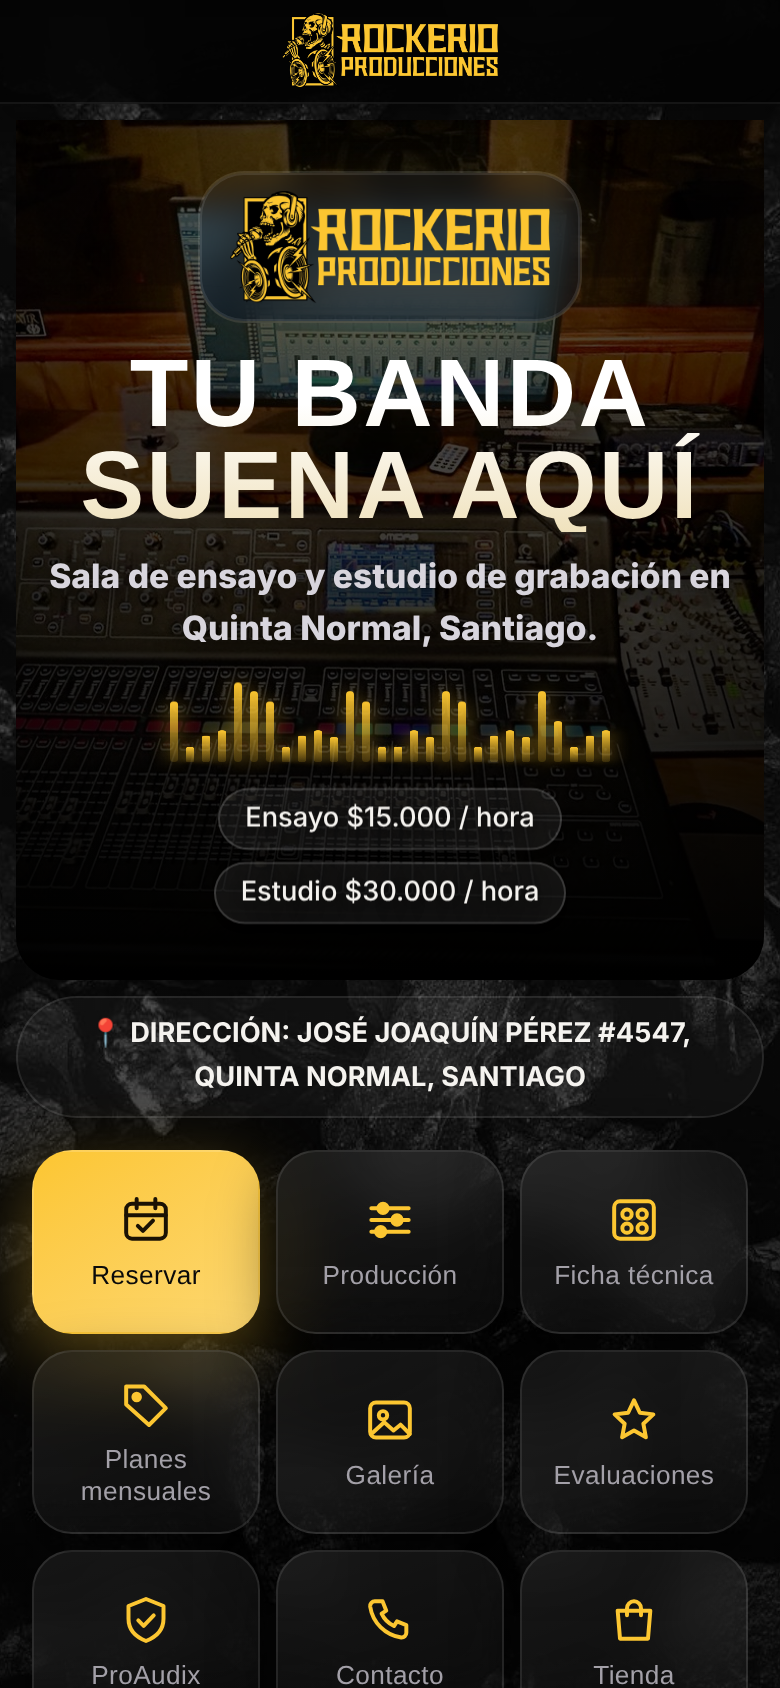 ROCKERIO
PRODUCCIONES
ROCKERIO
PRODUCCIONES
TU BANDA
SUENA AQUÍ
Sala de ensayo y estudio de grabación en
Quinta Normal, Santiago.
Ensayo $15.000 / hora
Estudio $30.000 / hora
📍 DIRECCIÓN: JOSÉ JOAQUÍN PÉREZ #4547,
QUINTA NORMAL, SANTIAGO
Reservar
Producción
Ficha técnica
Planes
mensuales
Galería
Evaluaciones
ProAudix
Contacto
Tienda